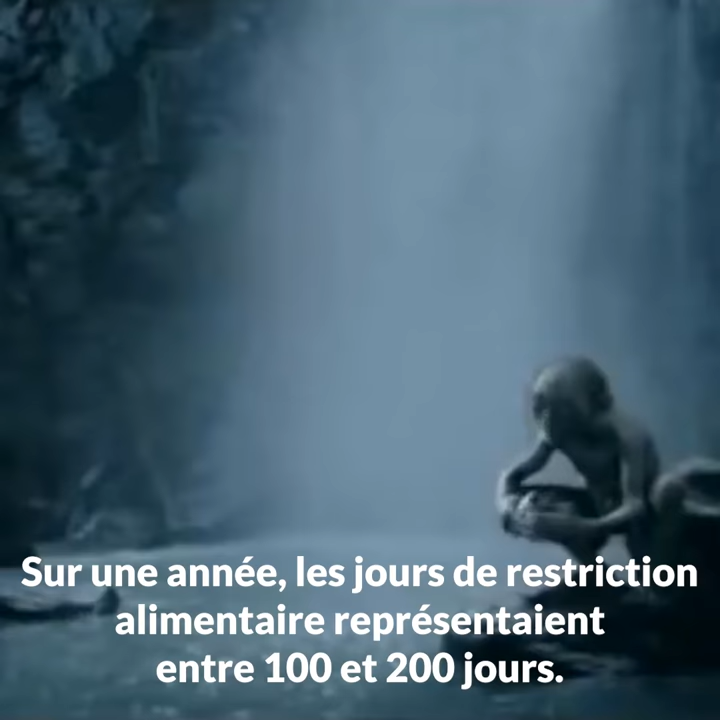 Sur une année, les jours de restriction
alimentaire représentaient
entre 100 et 200 jours.